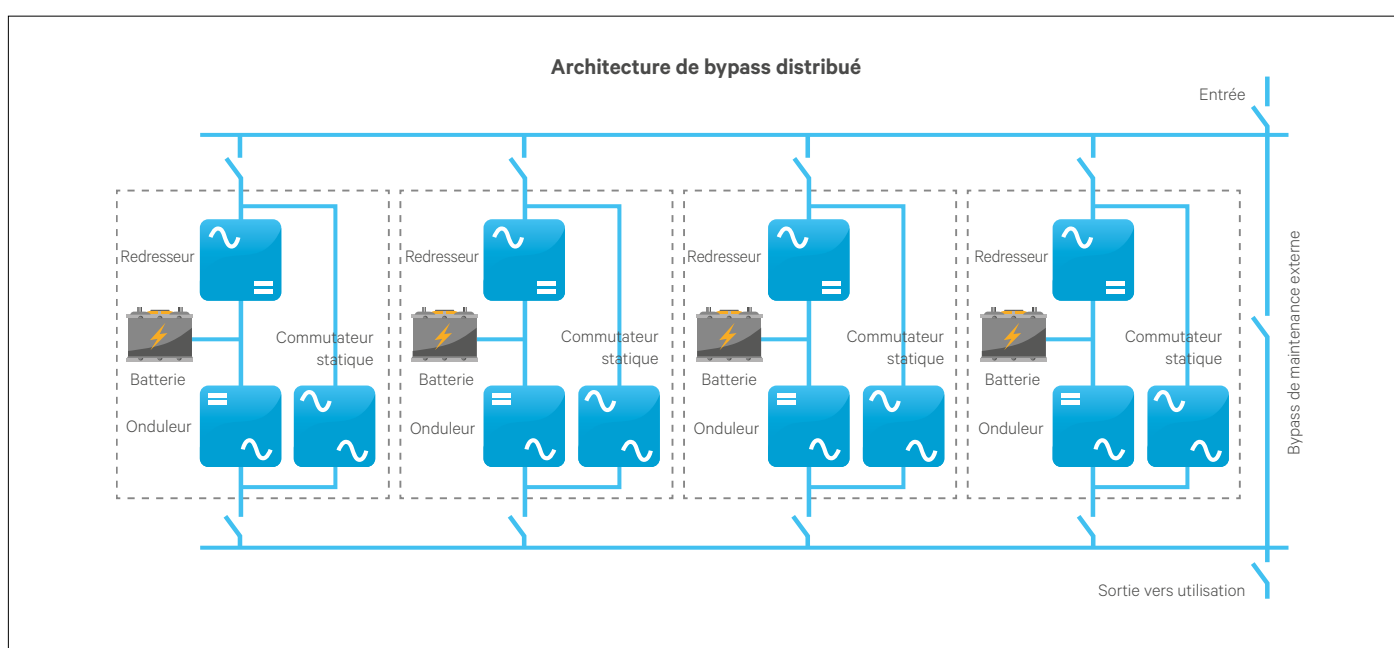 Architecture de bypass distribué
Entrée
Redresseur
Redresseur
Redresseur
Redresseur
Commutateur
statique
Commutateur
statique
Commutateur
statique
Commutateur
statique
Batterie
Batterie
Batterie
Batterie
Onduleur
Onduleur
Onduleur
Onduleur
Bypass de maintenance externe
Sortie vers utilisation